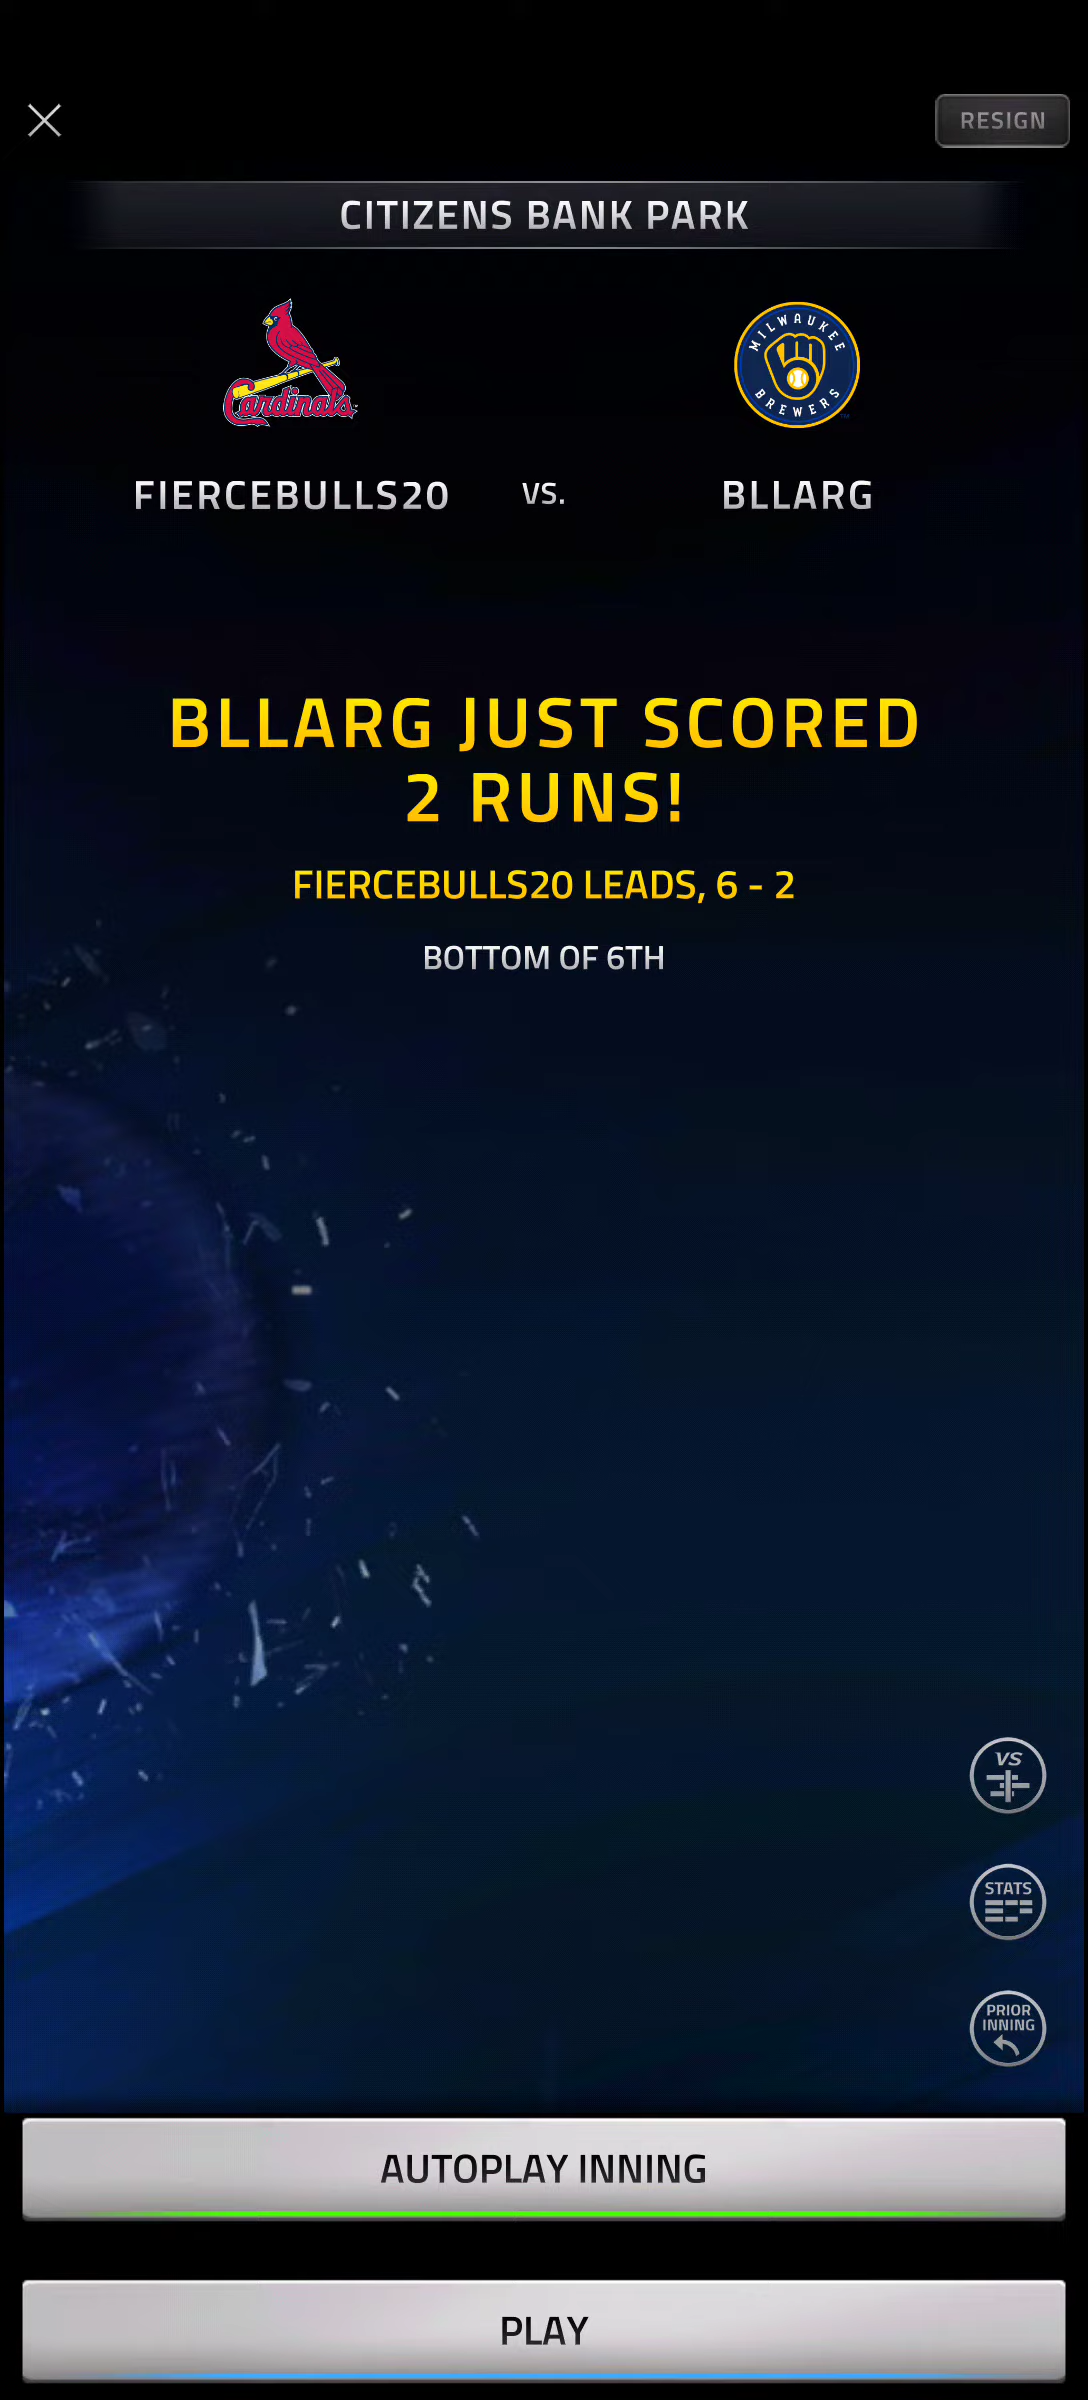 RESIGN
CITIZENS BANK PARK
Cardinals
MILWAUKEE
BREWERS
FIERCEBULLS20 VS. BLLARG
BLLARG JUST SCORED
2 RUNS!
FIERCEBULLS20 LEADS, 6 - 2
BOTTOM OF 6TH
VS
STATS
PRIOR
INNING
AUTOPLAY INNING
PLAY